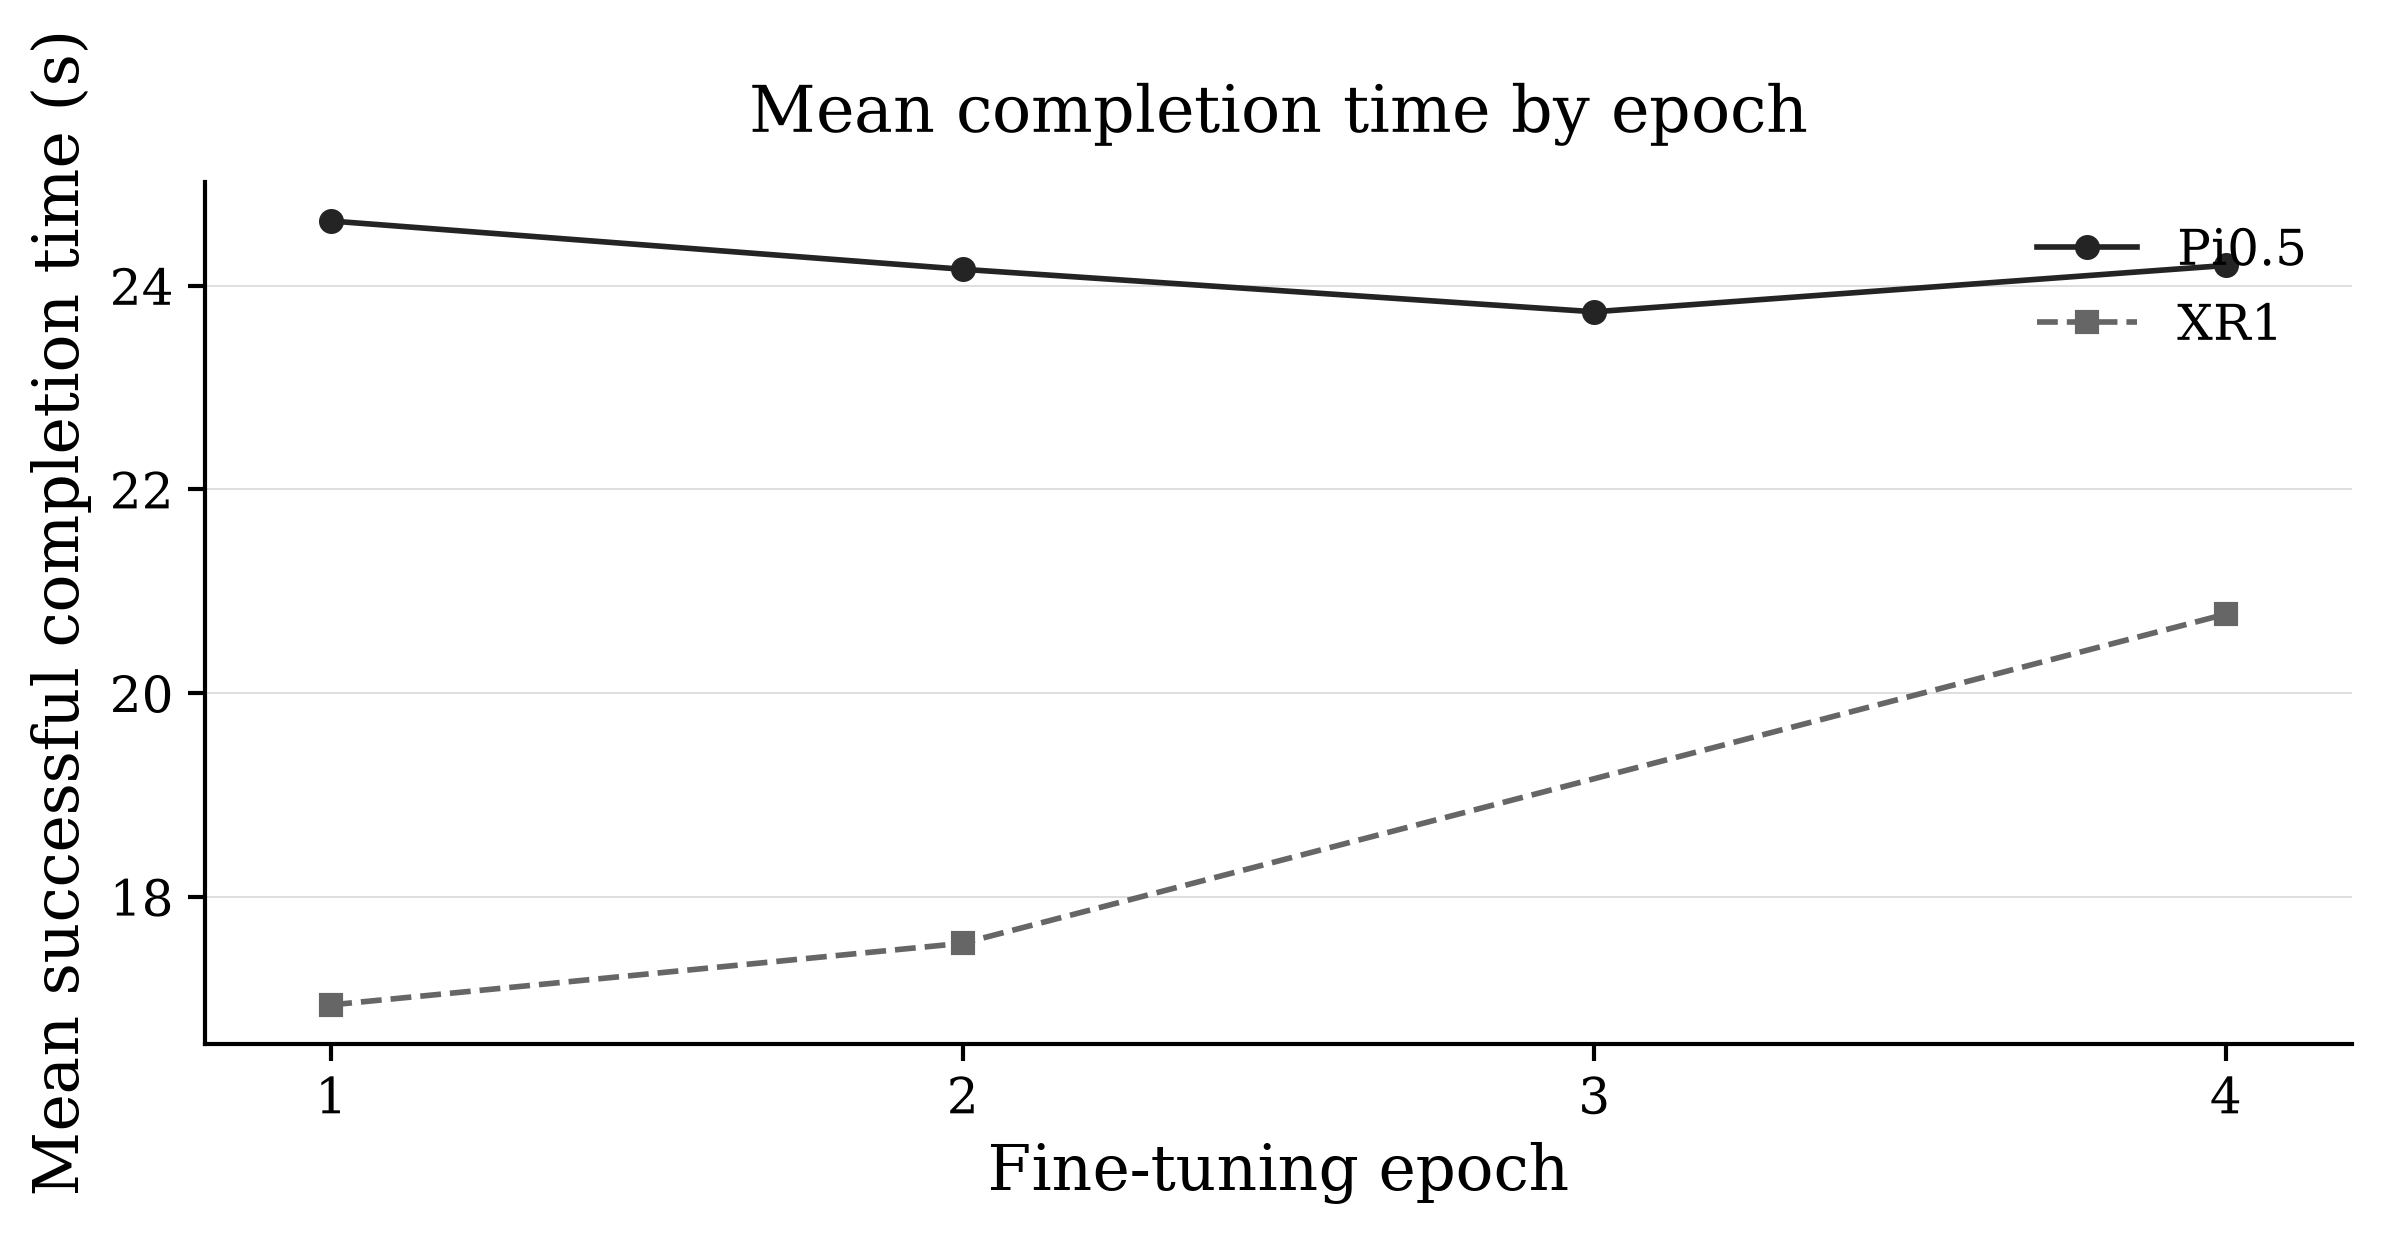 Mean completion time by epoch
Mean successful completion time (s)
24
22
20
18
Pi0.5
XR1
1 2 3 4
Fine-tuning epoch